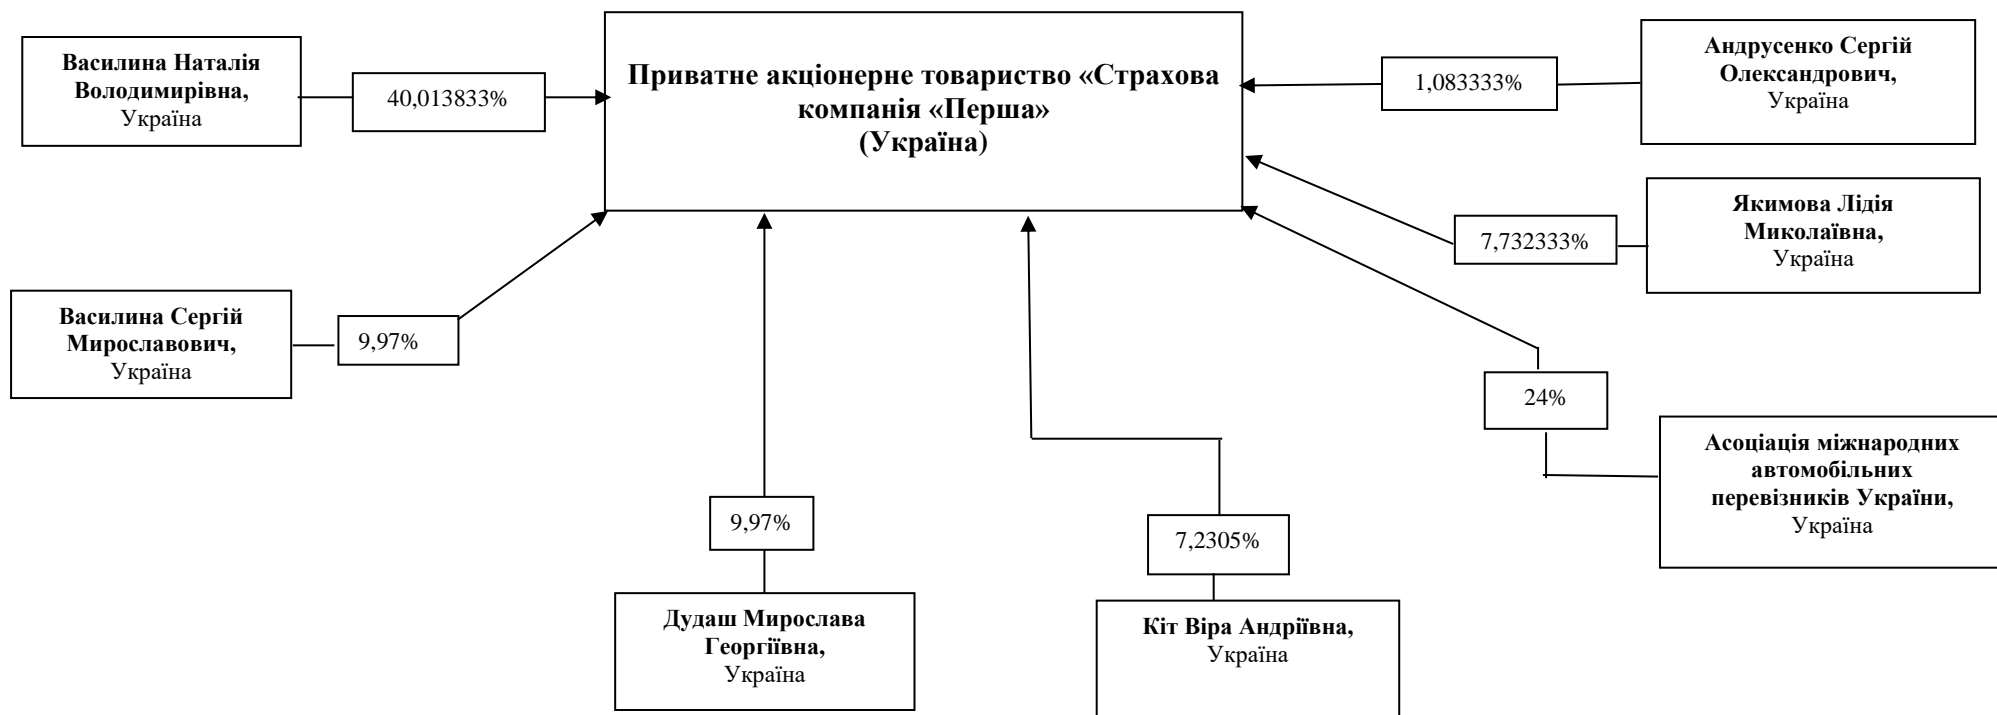 Василина Наталія
Володимирівна,
Україна
40,013833%
Приватне акціонерне товариство «Страхова
компанія «Перша»
(Україна)
1,083333%
Андрусенко Сергій
Олександрович,
Україна
7,732333%
Якимова Лідія
Миколаївна,
Україна
Василина Сергій
Мирославович,
Україна
9,97%
24%
Асоціація міжнародних
автомобільних
перевізників України,
Україна
9,97%
7,2305%
Дудаш Мирослава
Георгіївна,
Україна
Кіт Віра Андріївна,
Україна